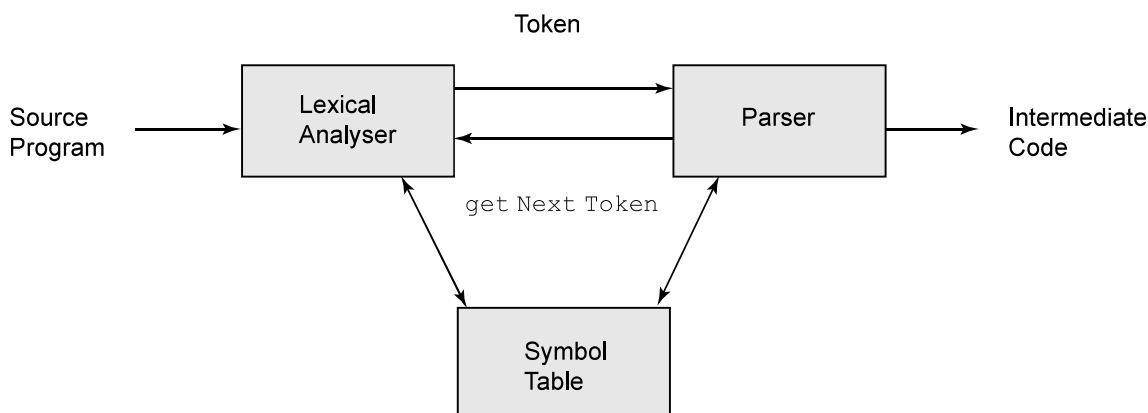 Token
Source
Program
Lexical
Analyser
Parser
Intermediate
Code
get Next Token
Symbol
Table